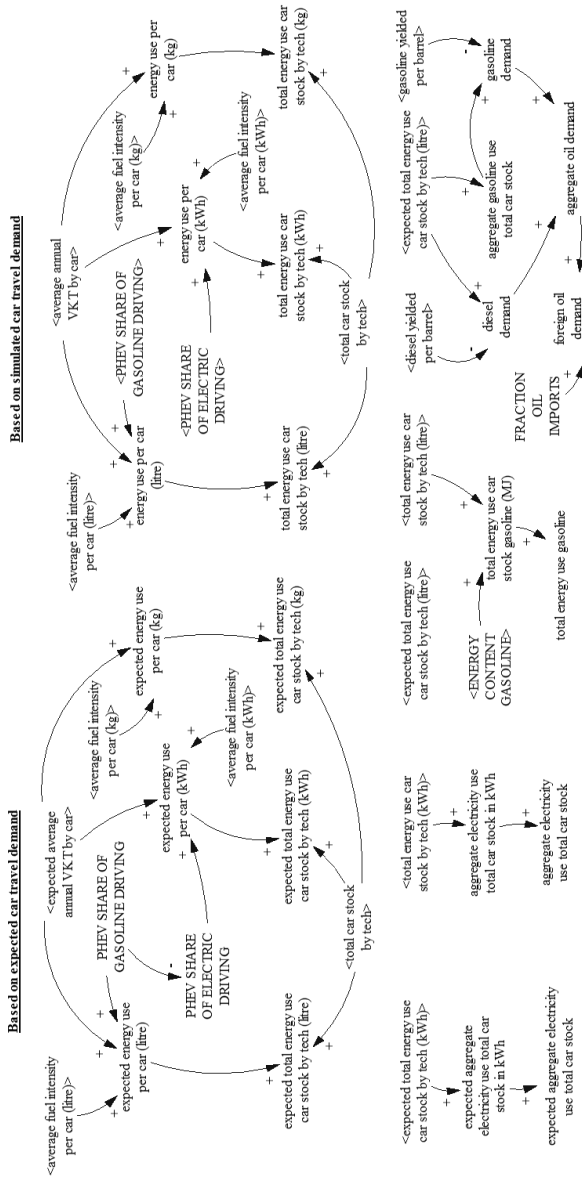 Based on expected car travel demand
<average fuel intensity
per car (litre)>
<expected average
annual VKT by car>
PHEV SHARE OF
GASOLINE DRIVING
<average fuel intensity
per car (kg)>
expected energy use
per car (litre)
expected energy use
per car (kWh)
expected energy use
per car (kg)
PHEV SHARE
OF ELECTRIC
DRIVING
<average fuel intensity
per car (kWh)>
expected total energy use
car stock by tech (litre)
expected total energy use
car stock by tech (kWh)
expected total energy use
car stock by tech (kg)
<total car stock
by tech>
Based on simulated car travel demand
<average fuel intensity
per car (litre)>
<average annual
VKT by car>
<PHEV SHARE OF
GASOLINE DRIVING>
<average fuel intensity
per car (kg)>
energy use per car
(litre)
energy use per
car (kWh)
energy use per
car (kg)
<PHEV SHARE
OF ELECTRIC
DRIVING>
<average fuel intensity
per car (kWh)>
total energy use car
stock by tech (litre)
total energy use car
stock by tech (kWh)
total energy use car
stock by tech (kg)
<total car stock
by tech>
<expected total energy use
car stock by tech (kWh)>
expected aggregate
electricity use total car
stock in kWh
expected aggregate electricity
use total car stock
<total energy use car
stock by tech (kWh)>
aggregate electricity use
total car stock in kWh
aggregate electricity
use total car stock
<expected total energy use
car stock by tech (litre)>
<total energy use car
stock by tech (litre)>
<ENERGY
CONTENT
GASOLINE>
total energy use car
stock gasoline (MJ)
total energy use gasoline
<diesel yielded
per barrel>
<expected total energy use
car stock by tech (litre)>
<gasoline yielded
per barrel>
diesel
demand
aggregate gasoline use
total car stock
gasoline
demand
FRACTION
OIL
IMPORTS
foreign oil
demand
aggregate oil demand